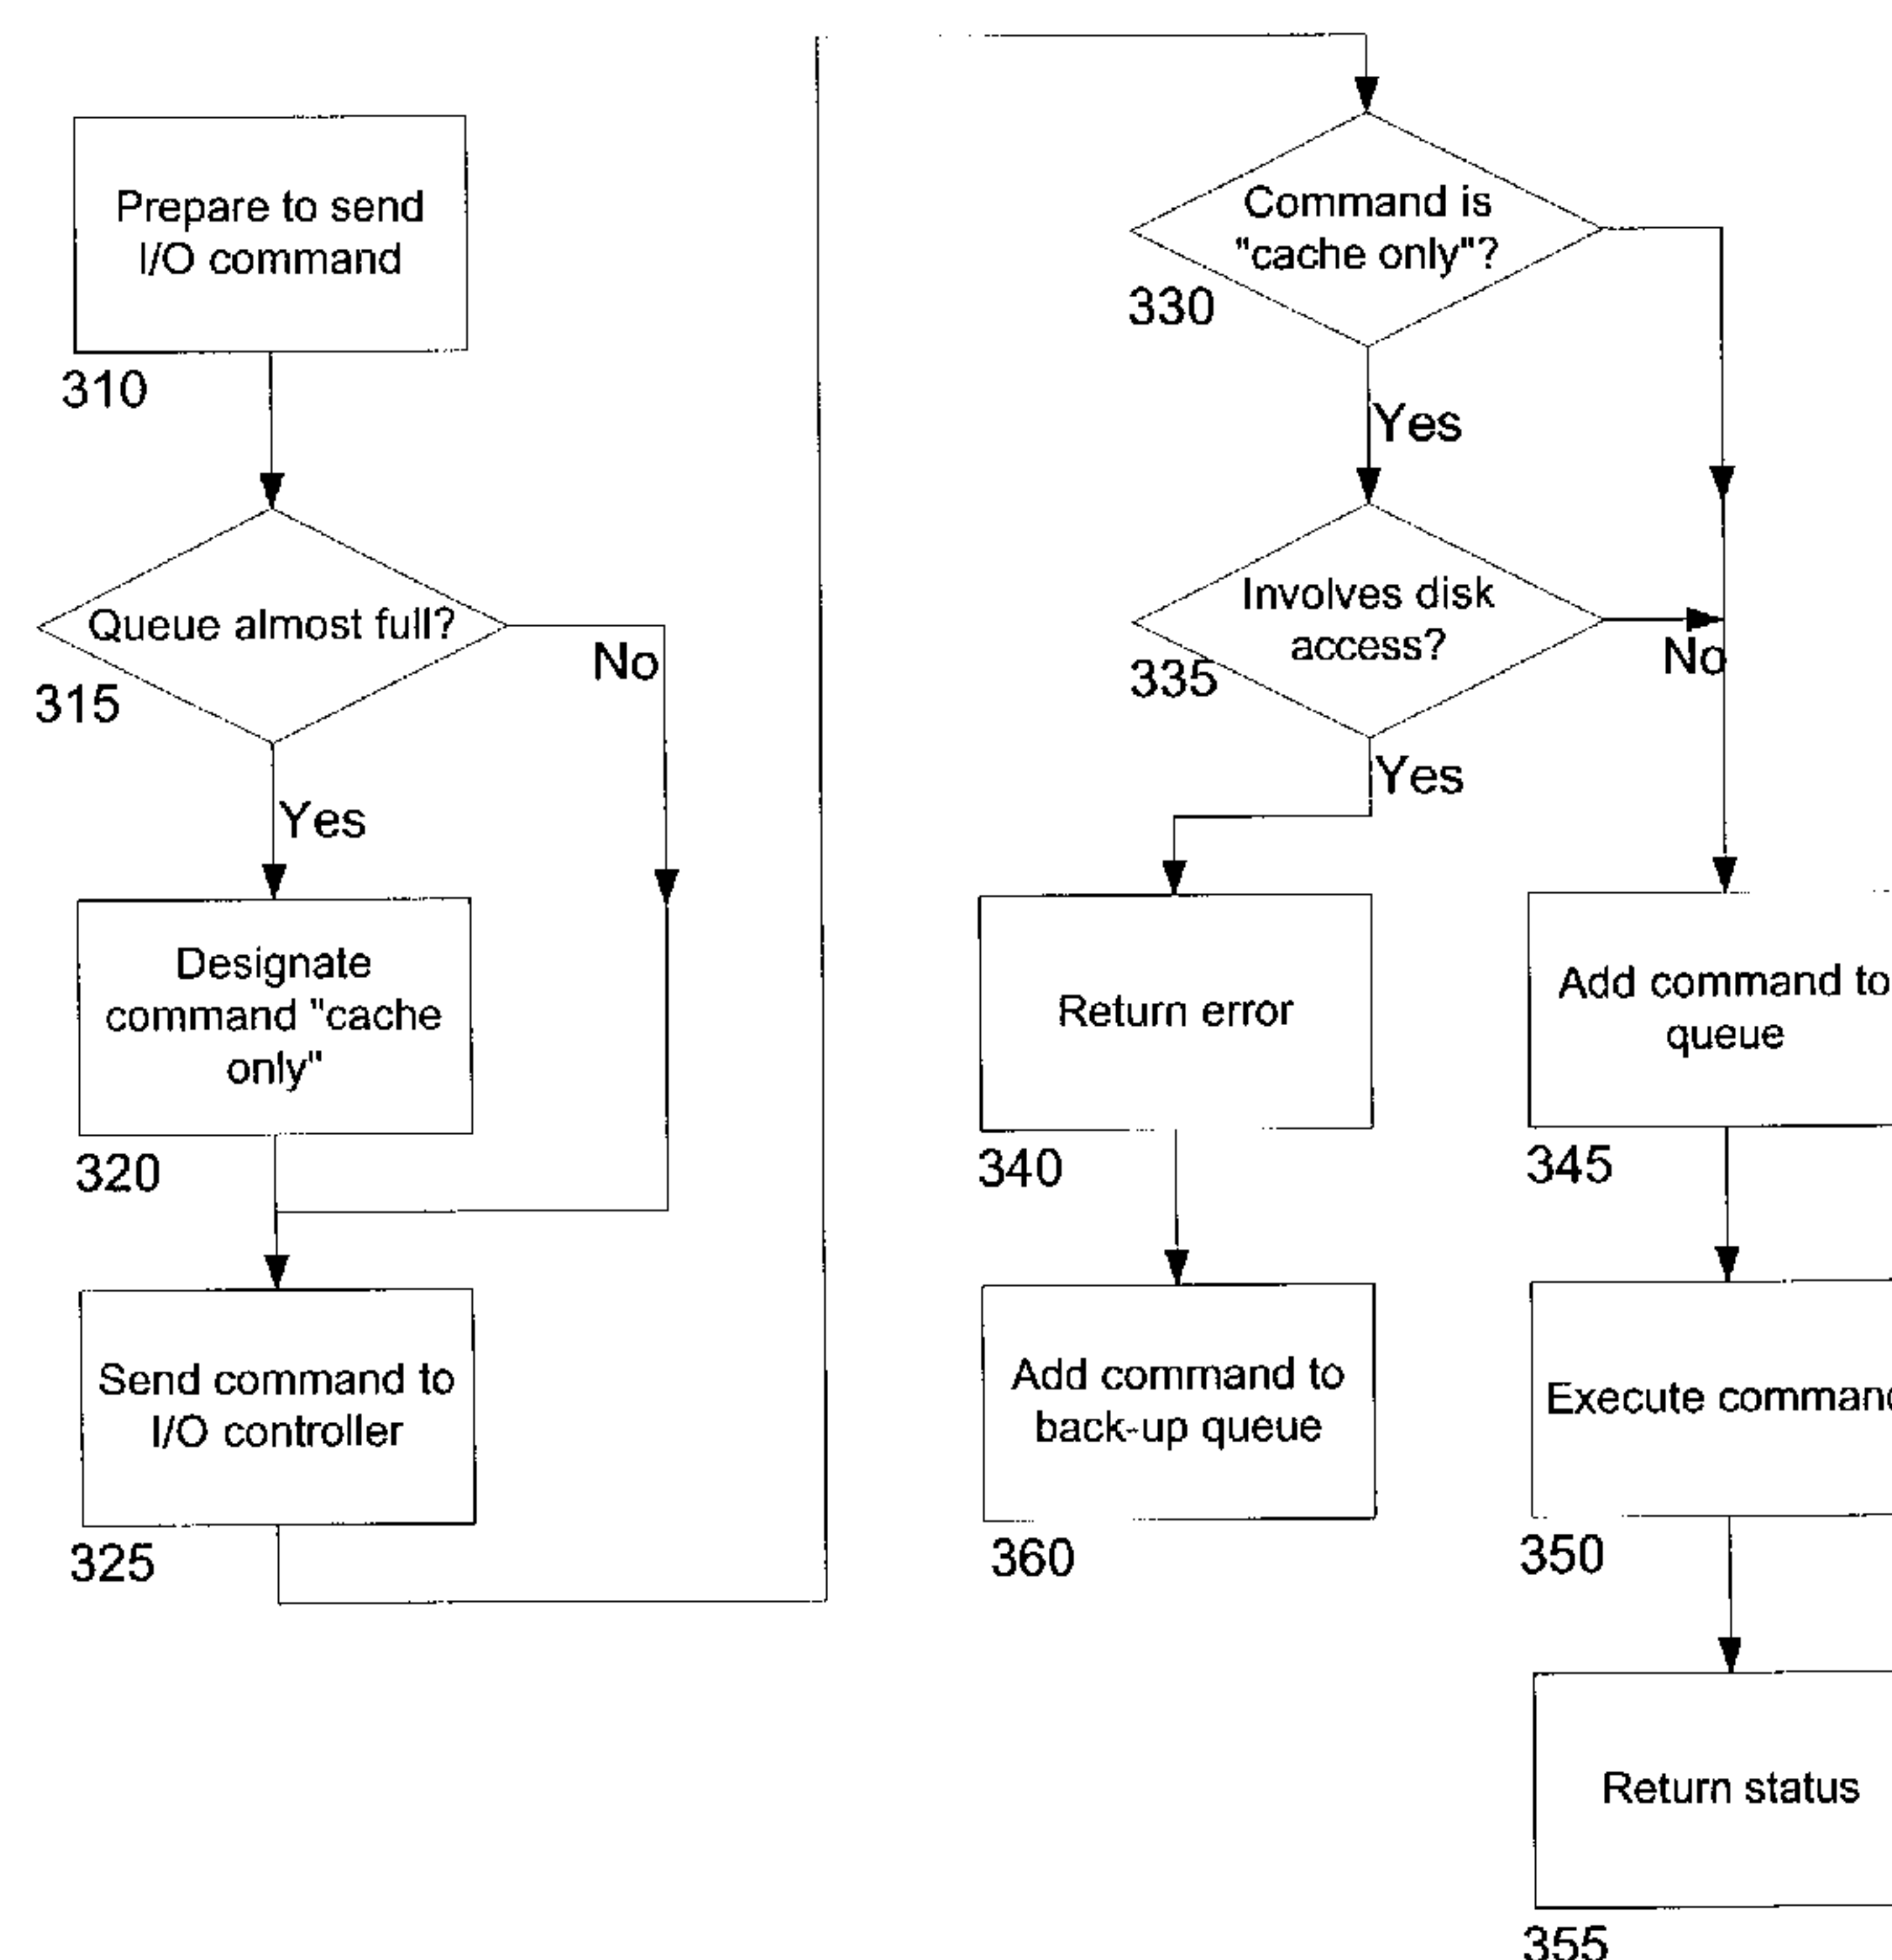 Prepare to send
I/O command
310
Queue almost full?
No
315
Yes
Designate
command "cache
only"
320
Send command to
I/O controller
325
Command is
"cache only"?
330
Yes
Involves disk
access?
335
No
Yes
Return error
340
Add command to
back-up queue
360
Add command to
queue
345
Execute
350
Return status
355